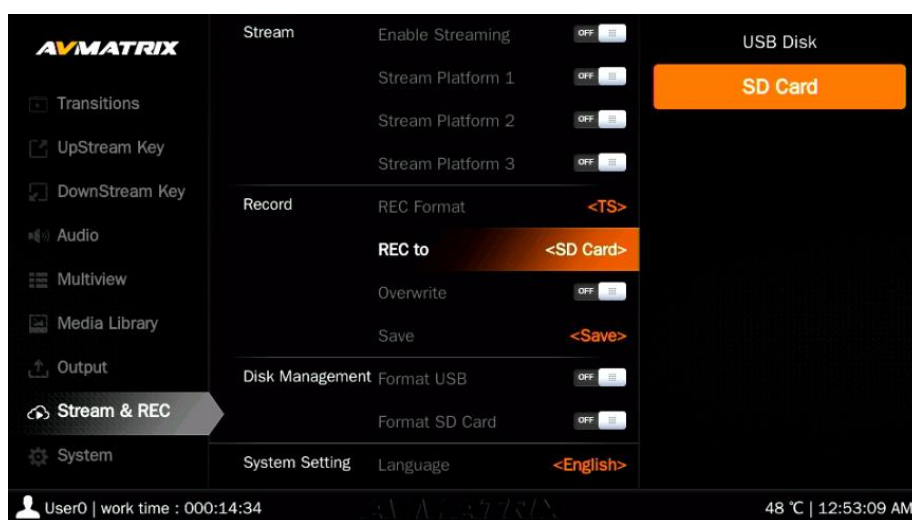 AVMATRIX
Transitions
UpStream Key
DownStream Key
Audio
Multiview
Media Library
Output
Stream & REC
System
Stream Enable Streaming OFF
Stream Platform 1 OFF
Stream Platform 2 OFF
Stream Platform 3 OFF
Record REC Format <TS>
REC to <SD Card>
Overwrite OFF
Save <Save>
Disk Management Format USB OFF
Format SD Card OFF
System Setting Language <English>
USB Disk
SD Card
User0 | work time : 000:14:34
AVMATRIX
48 ℃ | 12:53:09 AM